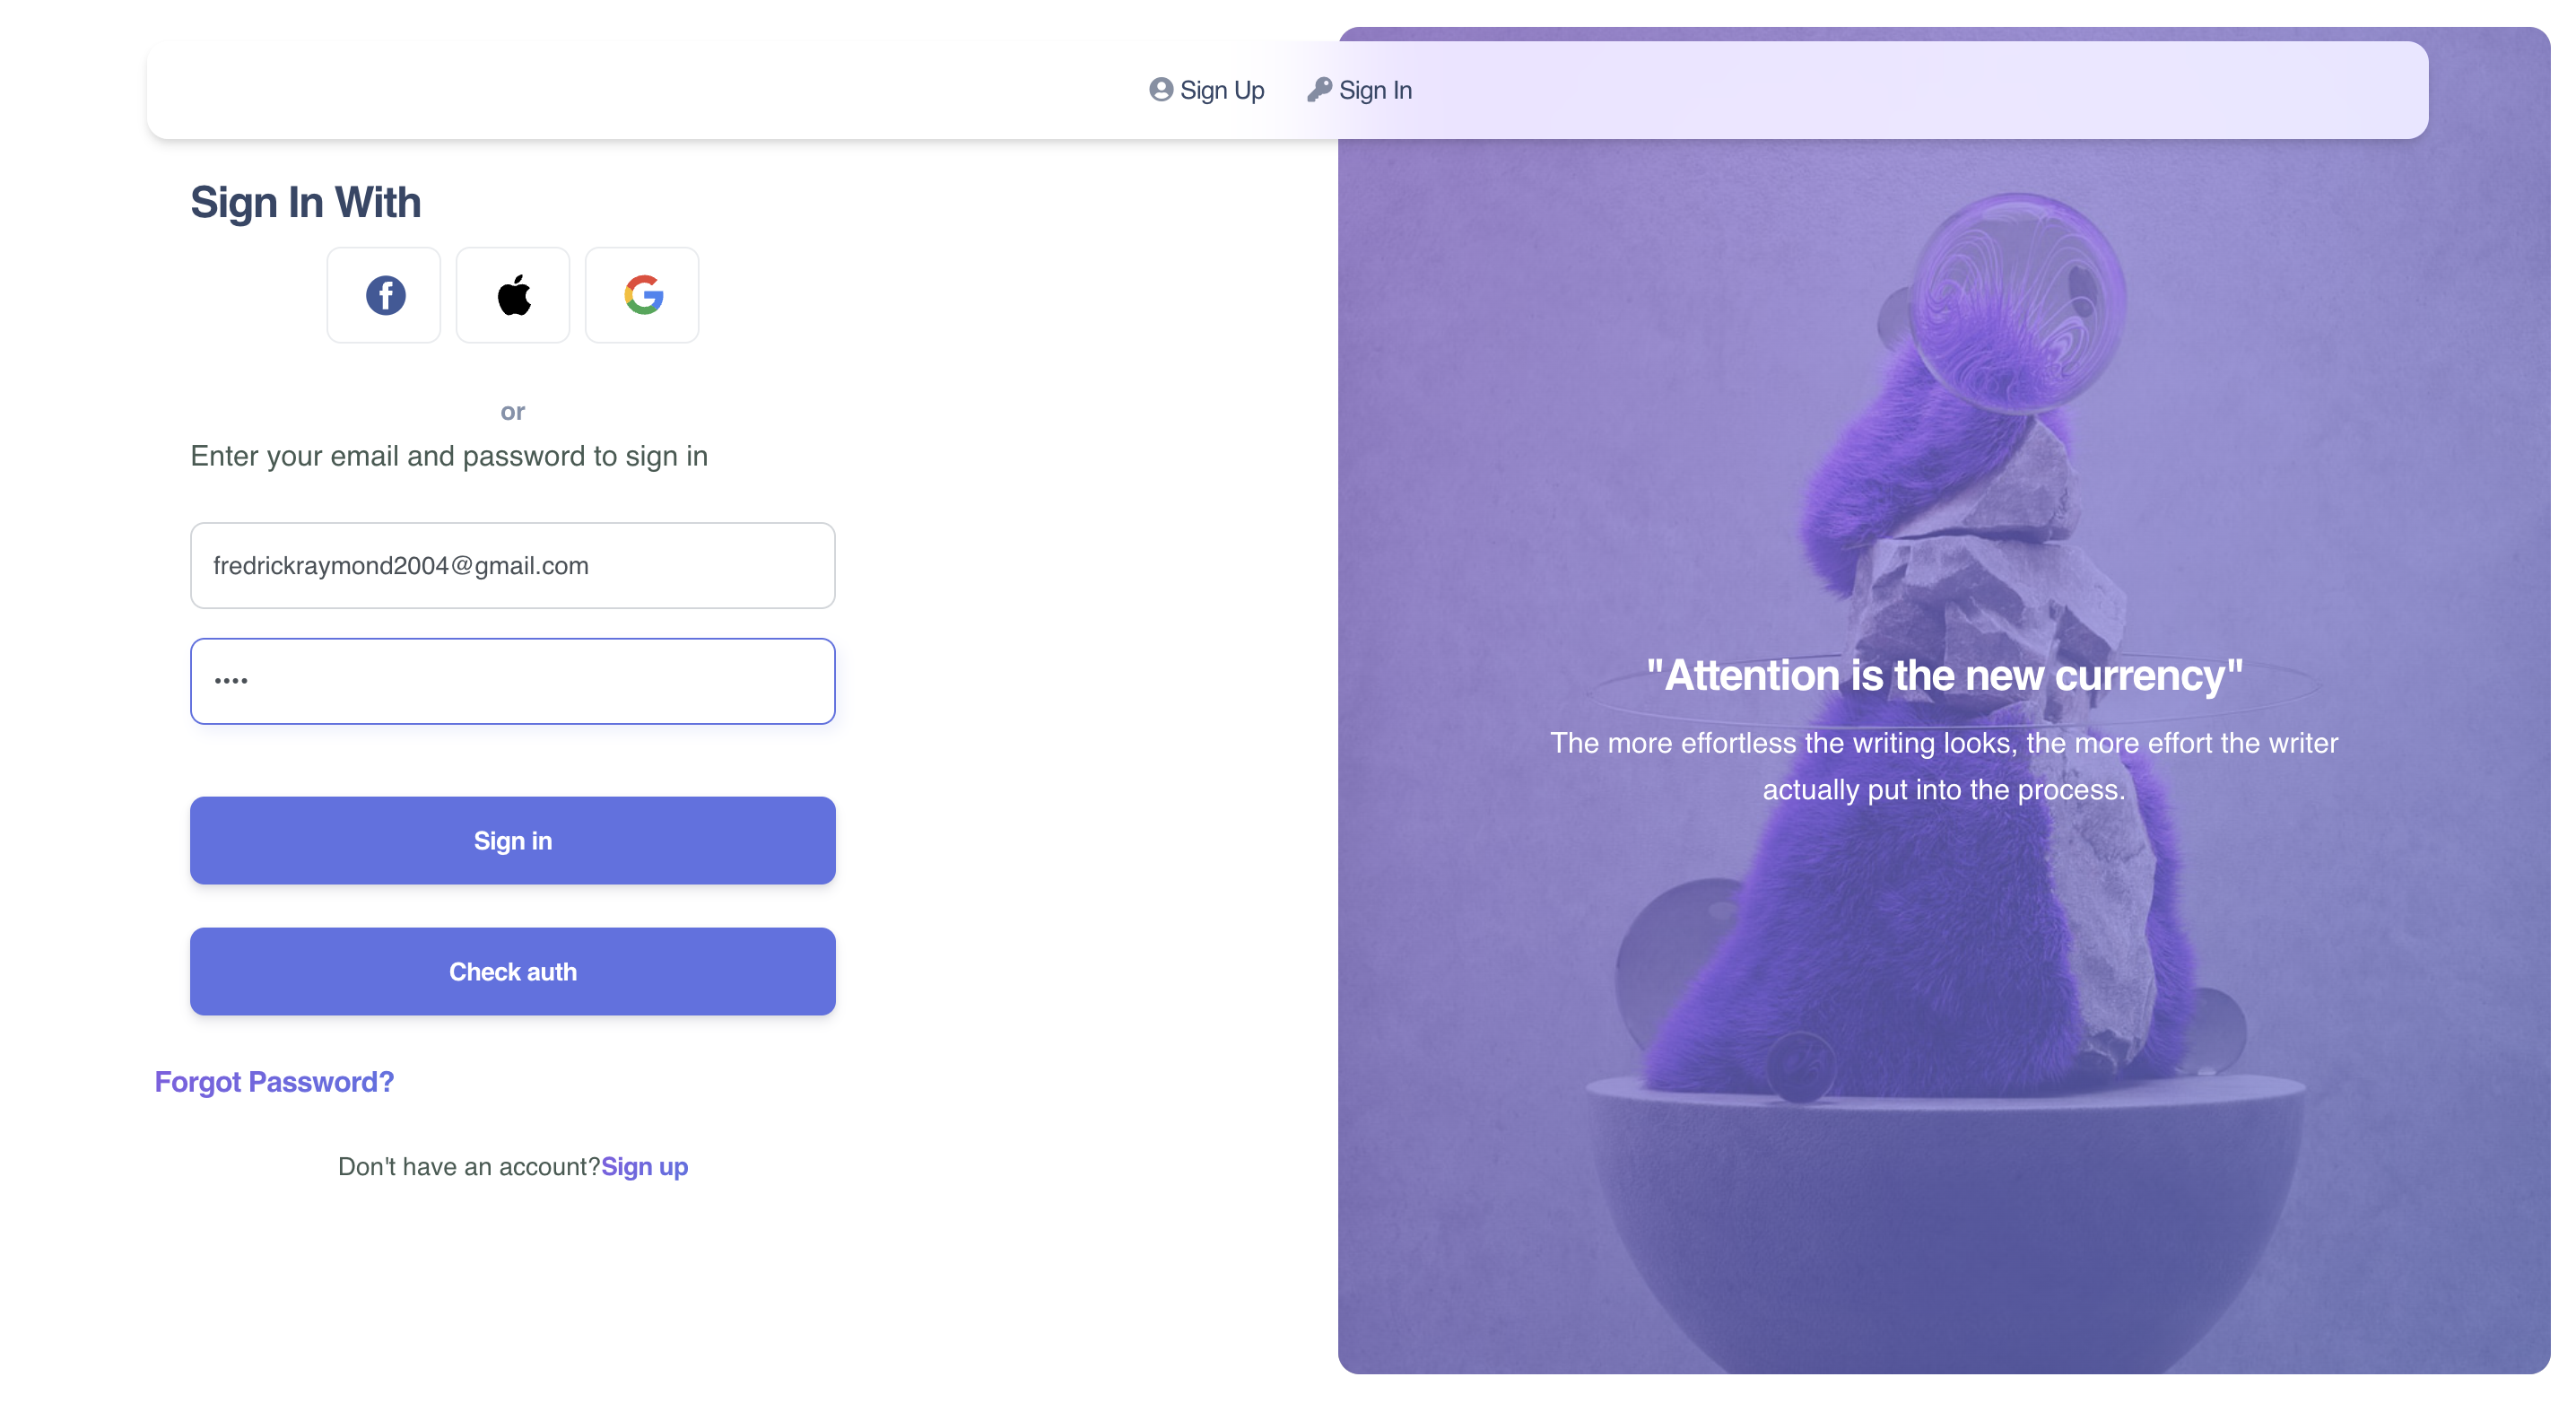 Sign Up
Sign In
Sign In With
or
Enter your email and password to sign in
fredrickraymond2004@gmail.com
••••
Sign in
Check auth
Forgot Password?
Don't have an account?Sign up
"Attention is the new currency"
The more effortless the writing looks, the more effort the writer
actually put into the process.